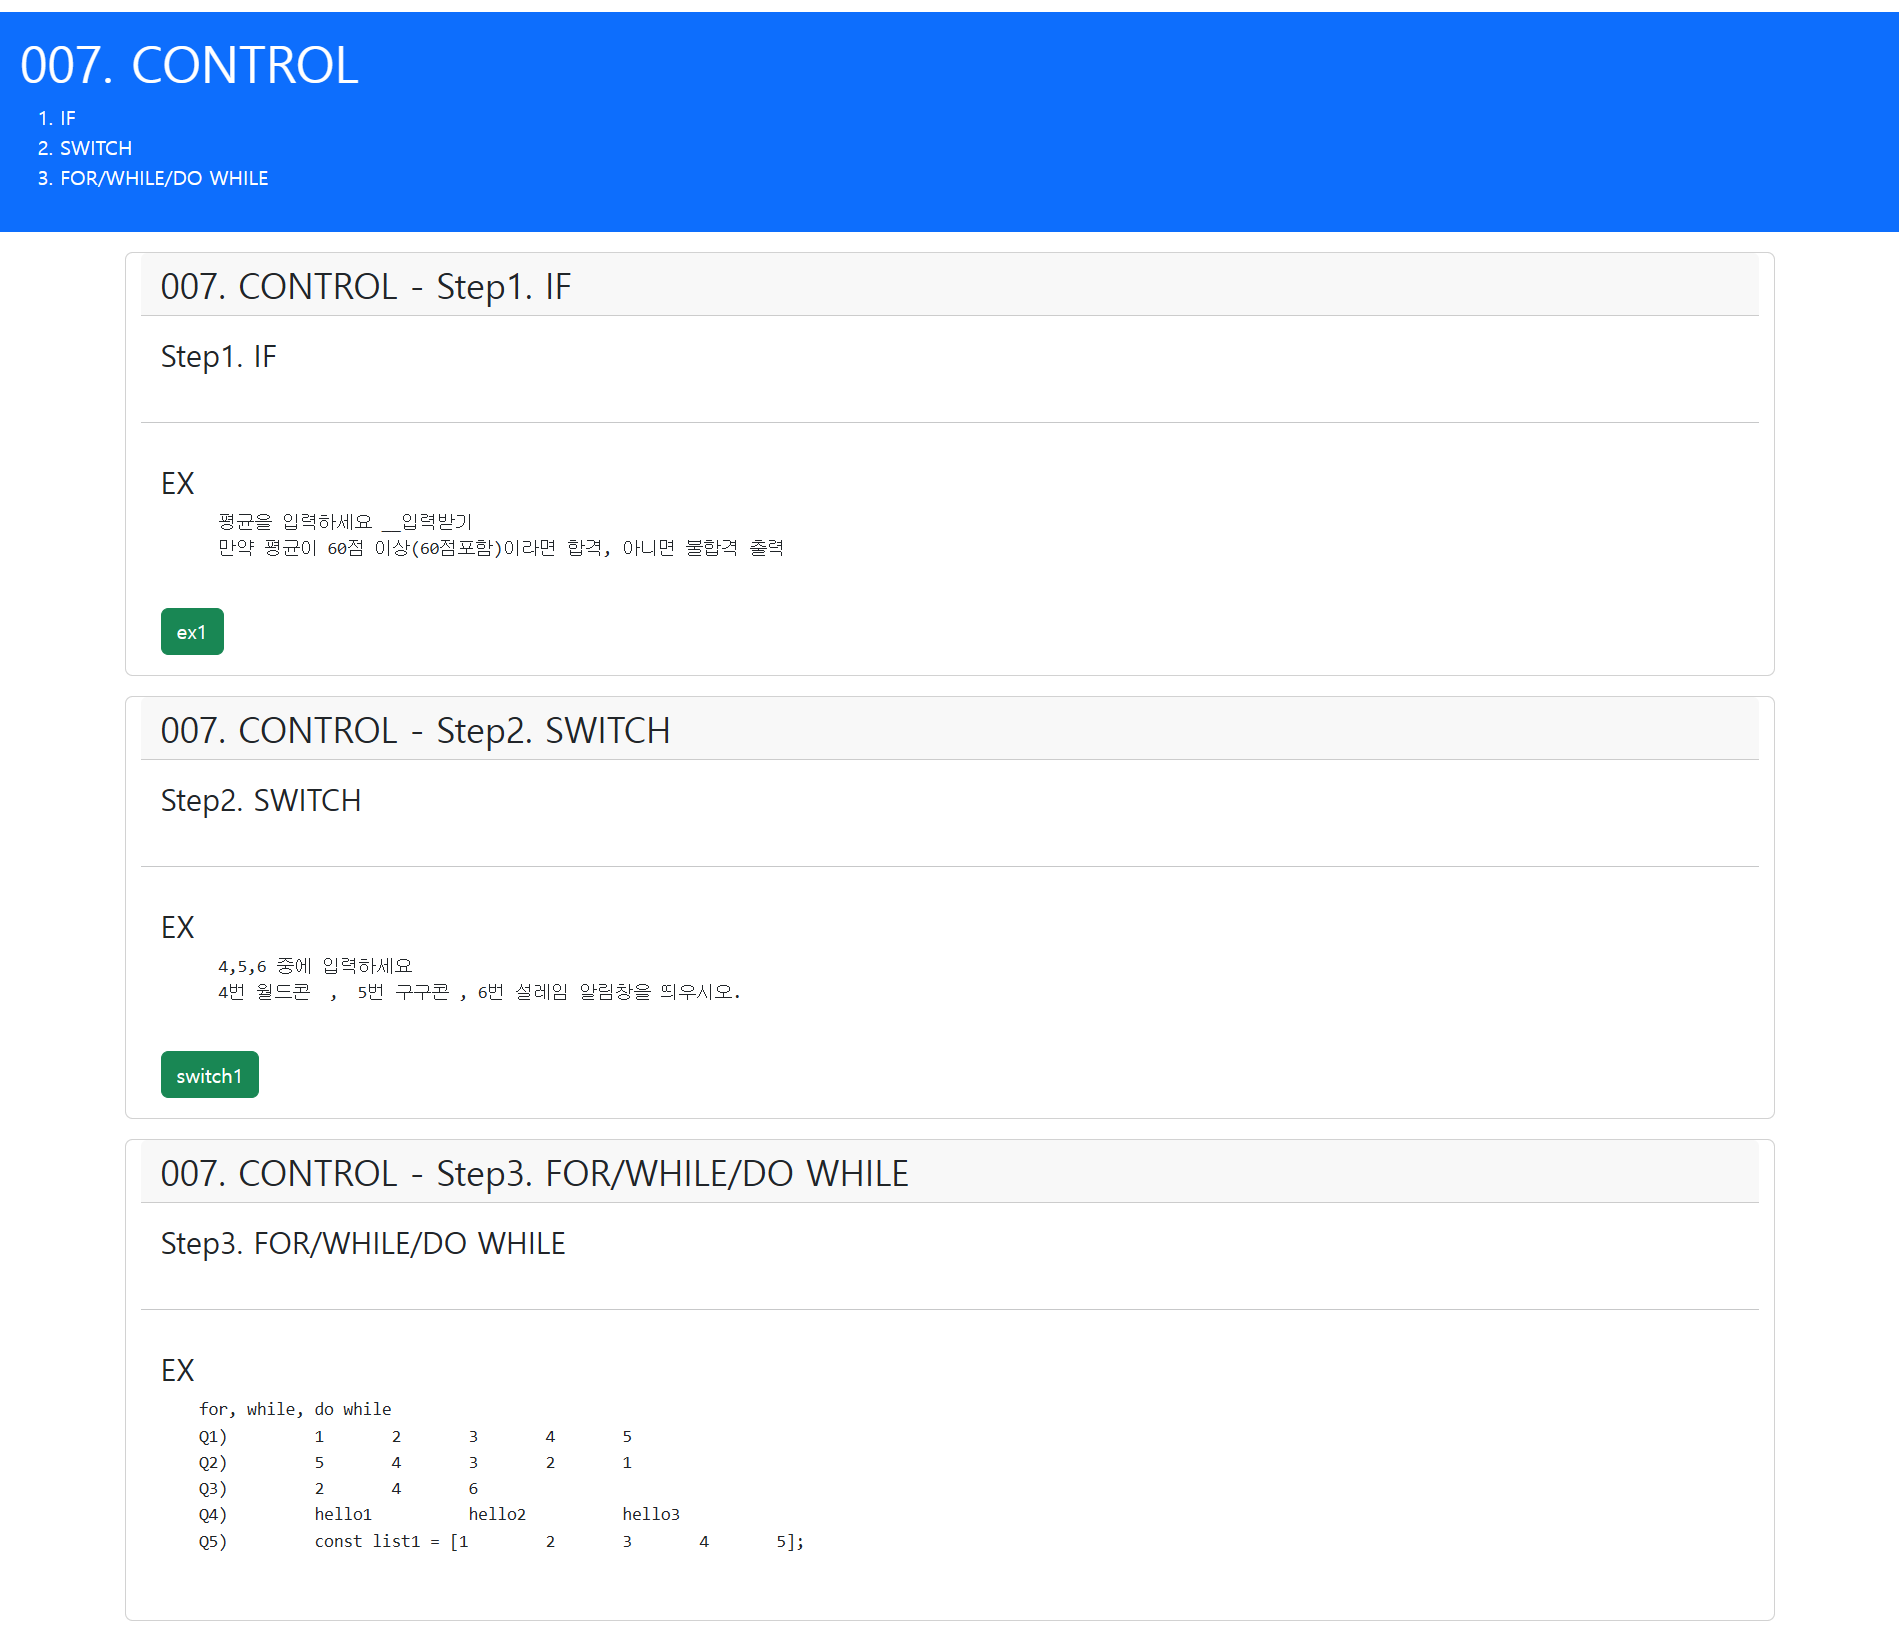 007. CONTROL
1. IF
2. SWITCH
3. FOR/WHILE/DO WHILE
007. CONTROL - Step1. IF
Step1. IF
EX
평균을 입력하세요 __입력받기
만약 평균이 60점 이상(60점포함)이라면 합격, 아니면 불합격 출력
ex1
007. CONTROL - Step2. SWITCH
Step2. SWITCH
EX
4,5,6 중에 입력하세요
4번 월드콘  ,  5번 구구콘 , 6번 설레임 알림창을 띄우시오.
switch1
007. CONTROL - Step3. FOR/WHILE/DO WHILE
Step3. FOR/WHILE/DO WHILE
EX
for, while, do while
Q1) 1 2 3 4 5
Q2) 5 4 3 2 1
Q3) 2 4 6
Q4) hello1 hello2 hello3
Q5) const list1 = [1 2 3 4 5];